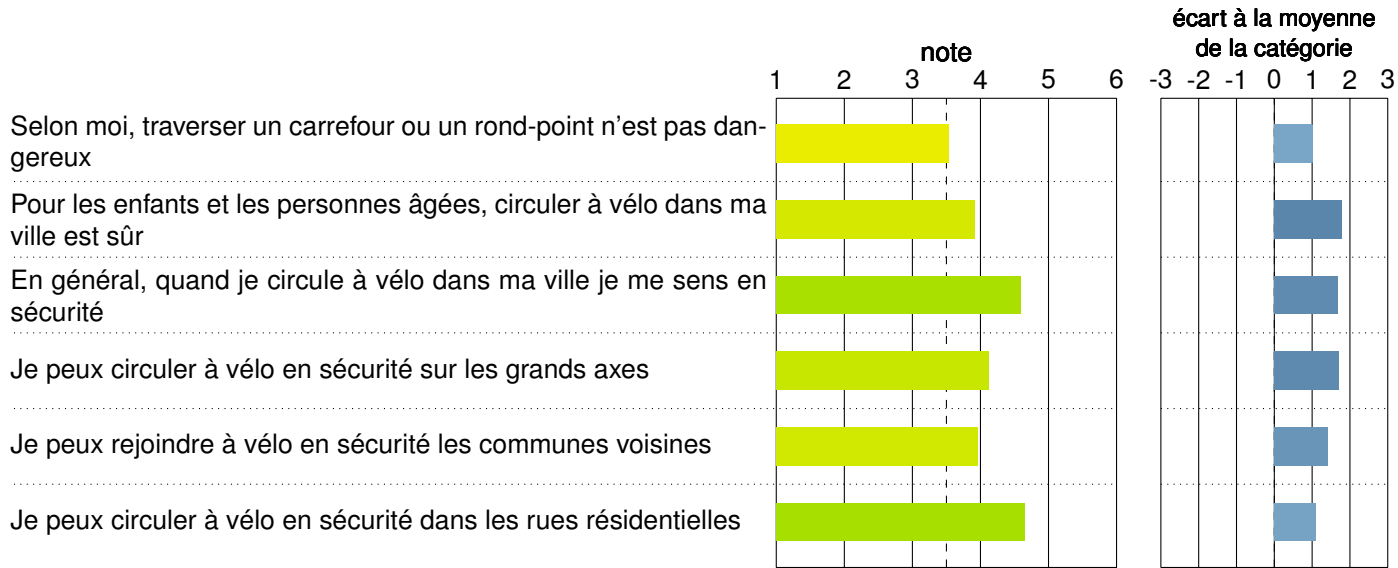 écart à la moyenne
de la catégorie
note
1 2 3 4 5 6
-3 -2 -1 0 1 2 3
Selon moi, traverser un carrefour ou un rond-point n'est pas dan-
gereux
Pour les enfants et les personnes âgées, circuler à vélo dans ma
ville est sûr
En général, quand je circule à vélo dans ma ville je me sens en
sécurité
Je peux circuler à vélo en sécurité sur les grands axes
Je peux rejoindre à vélo en sécurité les communes voisines
Je peux circuler à vélo en sécurité dans les rues résidentielles